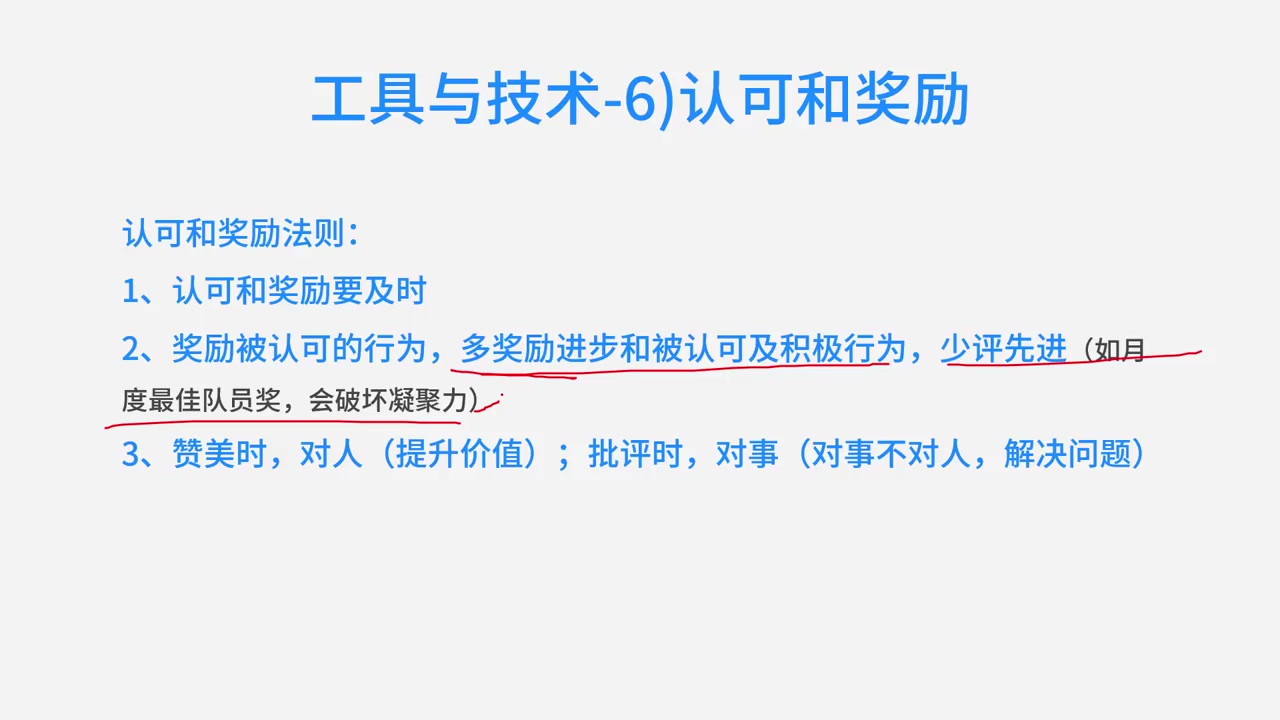 工具与技术-6)认可和奖励
认可和奖励法则：
1、认可和奖励要及时
2、奖励被认可的行为，多奖励进步和被认可及积极行为，少评先进（如月
度最佳队员奖，会破坏凝聚力）
3、赞美时，对人（提升价值）；批评时，对事（对事不对人，解决问题）